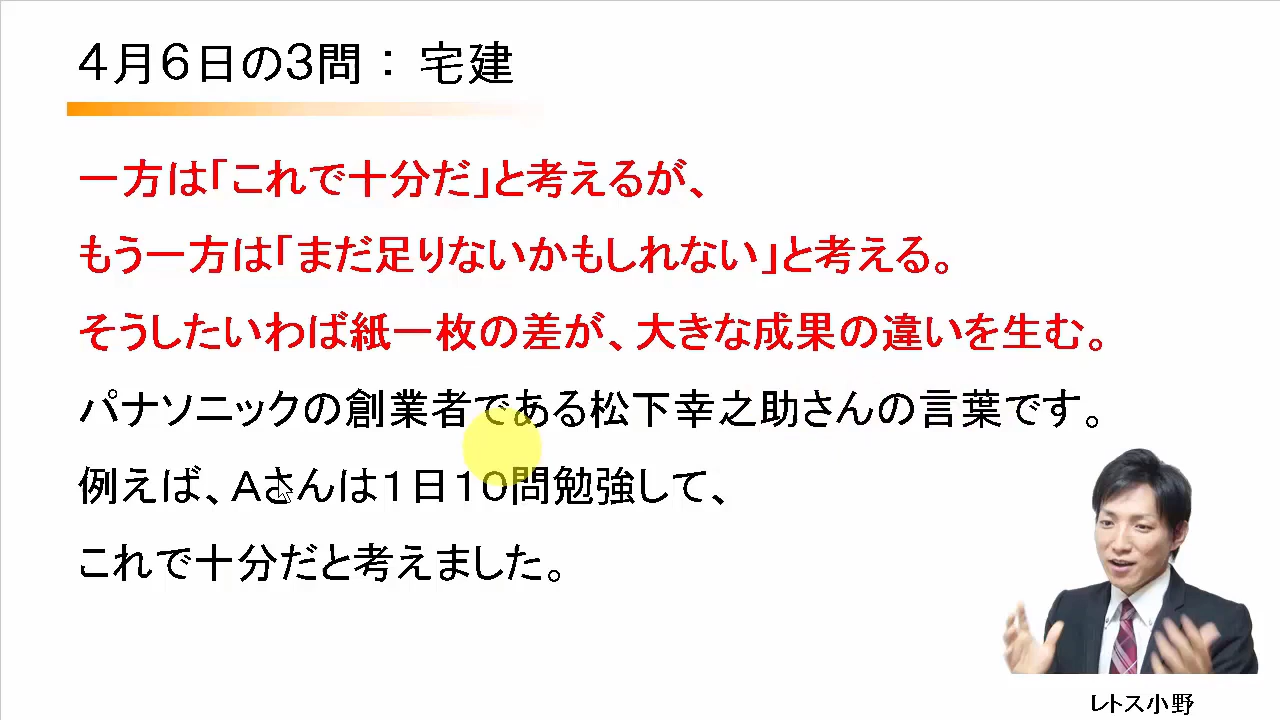 ４月６日の３問：宅建
一方は「これで十分だ」と考えるが、
もう一方は「まだ足りないかもしれない」と考える。
そうしたいわば紙一枚の差が、大きな成果の違いを生む。
パナソニックの創業者である松下幸之助さんの言葉です。
例えば、Ａさんは１日１０問勉強して、
これで十分だと考えました。
レトス小野